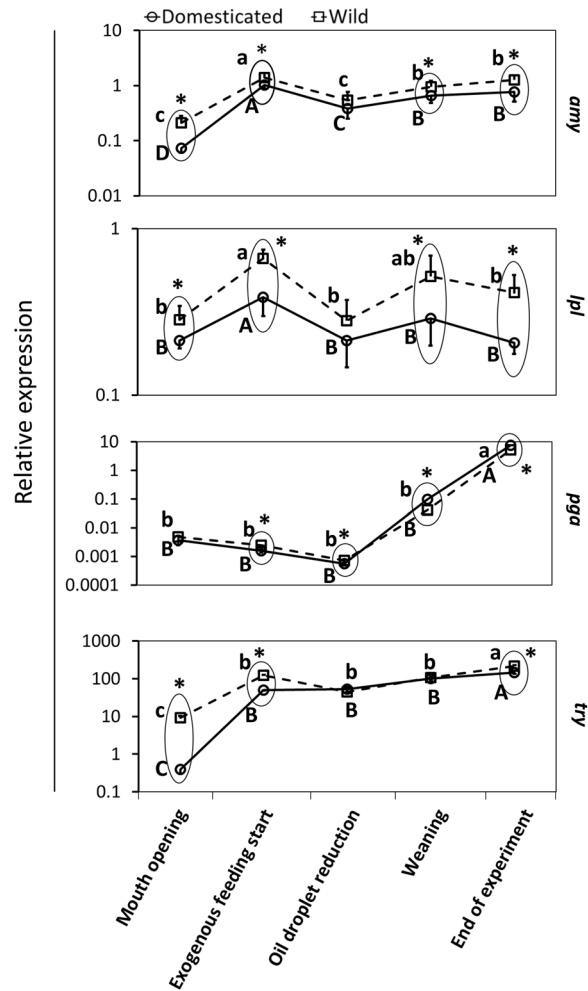 Domesticated Wild
10
1
0.1
0.01
a * c b * b *
c *
D A C B B
amy
1
0.1
b * a * b ab * b *
B A B B B
lpl
Relative expression
10
1
0.1
0.01
0.001
0.0001
b b * b * b * a
B B B B A *
pga
1000
100
10
1
0.1
c * b * b b a *
C B B B A
try
Mouth opening
Exogenous feeding start
Oil droplet reduction
Weaning
End of experiment